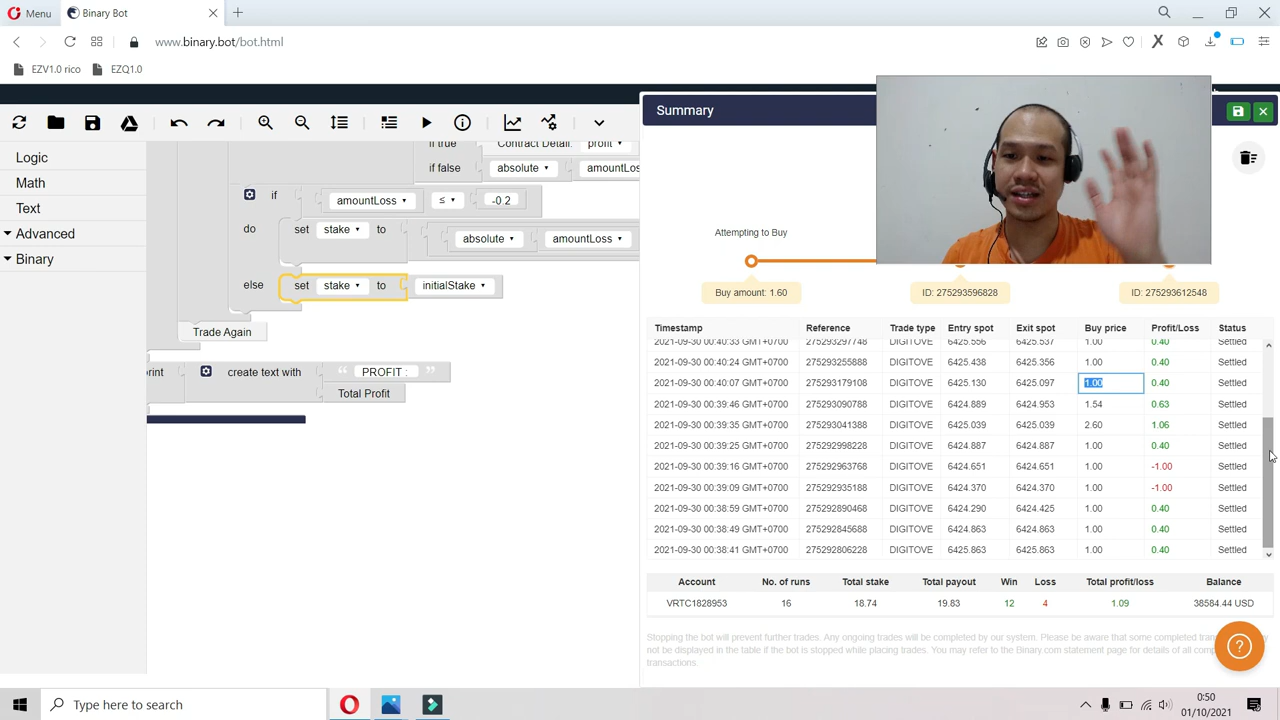 Menu
Binary Bot
www.binary.bot/bot.html
EZV1.0 rico
EZQ1.0
Logic
Math
Text
Advanced
Binary
if true
Contract Detail: profit
if false
absolute
amountLoss
if
amountLoss ≤ -0.2
do
set stake to
absolute
amountLoss
else
set stake to
initialStake
Trade Again
create text with
“ PROFIT : ”
Total Profit
Summary
Attempting to Buy
Buy amount: 1.60
ID: 275293596828
ID: 275293612548
Timestamp Reference Trade type Entry spot Exit spot Buy price Profit/Loss Status
2021-09-30 00:40:33 GMT+0700 275293297748 DIGITOVE 6425.556 6425.537 1.00 0.40 Settled
2021-09-30 00:40:24 GMT+0700 275293255888 DIGITOVE 6425.438 6425.356 1.00 0.40 Settled
2021-09-30 00:40:07 GMT+0700 275293179108 DIGITOVE 6425.130 6425.097 1.00 0.40 Settled
2021-09-30 00:39:46 GMT+0700 275293090788 DIGITOVE 6424.889 6424.953 1.54 0.63 Settled
2021-09-30 00:39:35 GMT+0700 275293041388 DIGITOVE 6425.039 6425.039 2.60 1.06 Settled
2021-09-30 00:39:25 GMT+0700 275292998228 DIGITOVE 6424.887 6424.887 1.00 0.40 Settled
2021-09-30 00:39:16 GMT+0700 275292963768 DIGITOVE 6424.651 6424.651 1.00 -1.00 Settled
2021-09-30 00:39:09 GMT+0700 275292935188 DIGITOVE 6424.370 6424.370 1.00 -1.00 Settled
2021-09-30 00:38:59 GMT+0700 275292890468 DIGITOVE 6424.290 6424.425 1.00 0.40 Settled
2021-09-30 00:38:49 GMT+0700 275292845688 DIGITOVE 6424.863 6424.863 1.00 0.40 Settled
2021-09-30 00:38:41 GMT+0700 275292806228 DIGITOVE 6425.863 6425.863 1.00 0.40 Settled
Account No. of runs Total stake Total payout Win Loss Total profit/loss Balance
VRTC1828953 16 18.74 19.83 12 4 1.09 38584.44 USD
Stopping the bot will prevent further trades. Any ongoing trades will be completed by our system. Please be aware that some completed
not be displayed in the table if the bot is stopped while placing trades. You may refer to the Binary.com statement page for details of all
transactions.
Type here to search
0:50
01/10/2021